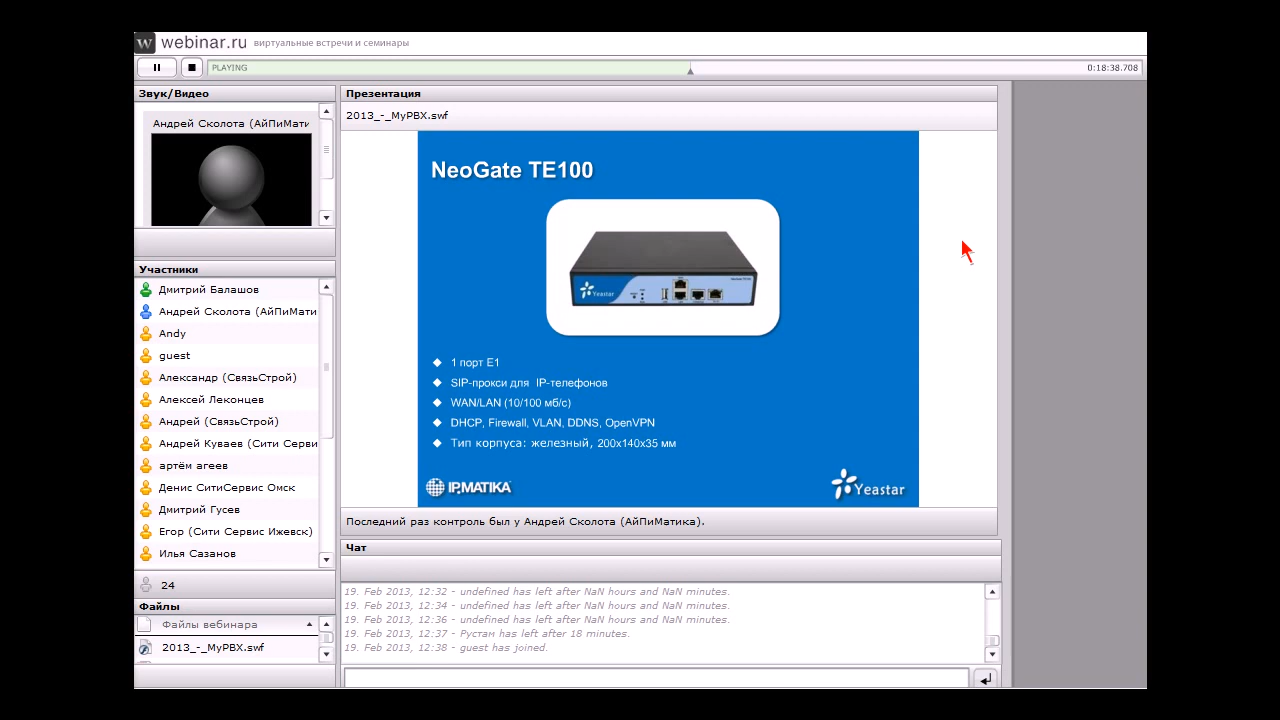 w webinar.ru виртуальные встречи и семинары
PLAYING
0:18:38.708
Звук/Видео
Андрей Сколота (АйПиМати
Участники
Дмитрий Балашов
Андрей Сколота (АйПиМати
Andy
guest
Александр (СвязьСтрой)
Алексей Леконцев
Андрей (СвязьСтрой)
Андрей Куваев (Сити Серви
артём агеев
Денис СитиСервис Омск
Дмитрий Гусев
Егор (Сити Сервис Ижевск)
Илья Сазанов
24
Файлы
Файлы вебинара
2013_-_MyPBX.swf
Презентация
2013_-_MyPBX.swf
NeoGate TE100
Yeastar
1 порт E1
SIP-прокси для IP-телефонов
WAN/LAN (10/100 мб/с)
DHCP, Firewall, VLAN, DDNS, OpenVPN
Тип корпуса: железный, 200x140x35 мм
IPMATIKA
Yeastar
Последний раз контроль был у Андрей Сколота (АйПиМатика).
Чат
19. Feb 2013, 12:32 - undefined has left after NaN hours and NaN minutes.
19. Feb 2013, 12:34 - undefined has left after NaN hours and NaN minutes.
19. Feb 2013, 12:36 - undefined has left after NaN hours and NaN minutes.
19. Feb 2013, 12:37 - Рустам has left after 18 minutes.
19. Feb 2013, 12:38 - guest has joined.